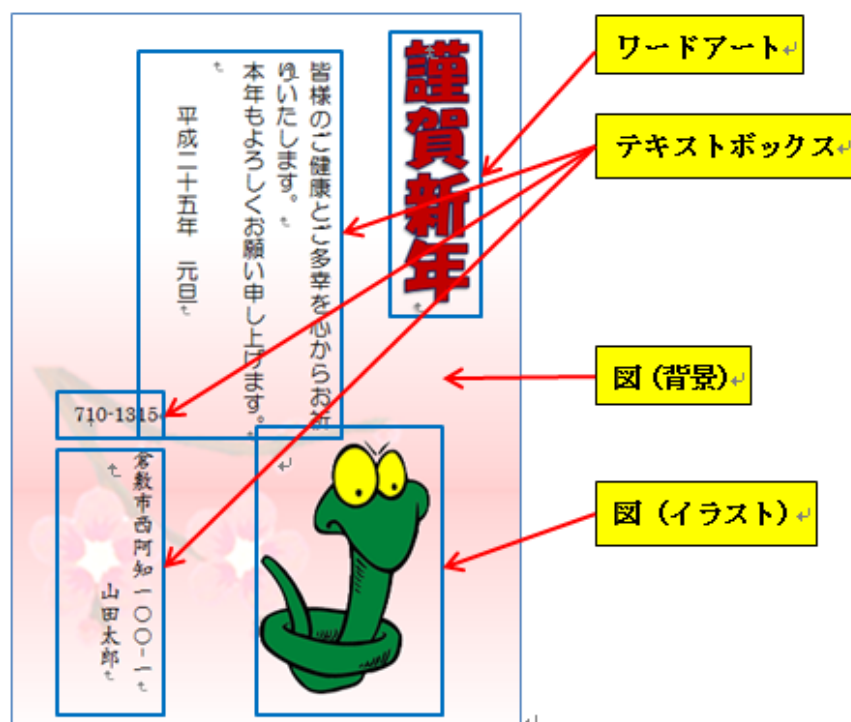 謹賀新年
皆様のご健康とご多幸を心からお祈
りいたします。
本年もよろしくお願い申し上げます。
平成二十五年 元旦
710-1315
倉敷市西阿知一〇〇-一
山田太郎
ワードアート
テキストボックス
図(背景)
図(イラスト)